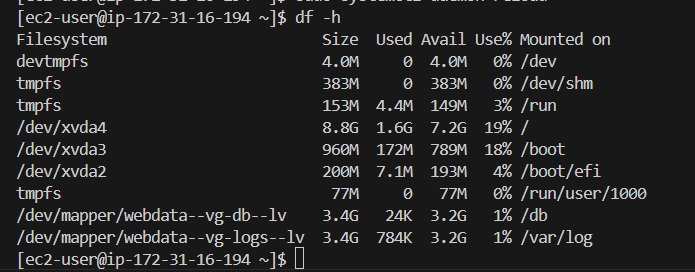 [ec2-user@ip-172-31-16-194 ~]$ df -h
Filesystem                        Size  Used Avail Use% Mounted on
devtmpfs                          4.0M     0  4.0M   0% /dev
tmpfs                             383M     0  383M   0% /dev/shm
tmpfs                             153M  4.4M  149M   3% /run
/dev/xvda4                        8.8G  1.6G  7.2G  19% /
/dev/xvda3                        960M  172M  789M  18% /boot
/dev/xvda2                        200M  7.1M  193M   4% /boot/efi
tmpfs                              77M     0   77M   0% /run/user/1000
/dev/mapper/webdata--vg-db--lv    3.4G   24K  3.2G   1% /db
/dev/mapper/webdata--vg-logs--lv  3.4G  784K  3.2G   1% /var/log
[ec2-user@ip-172-31-16-194 ~]$